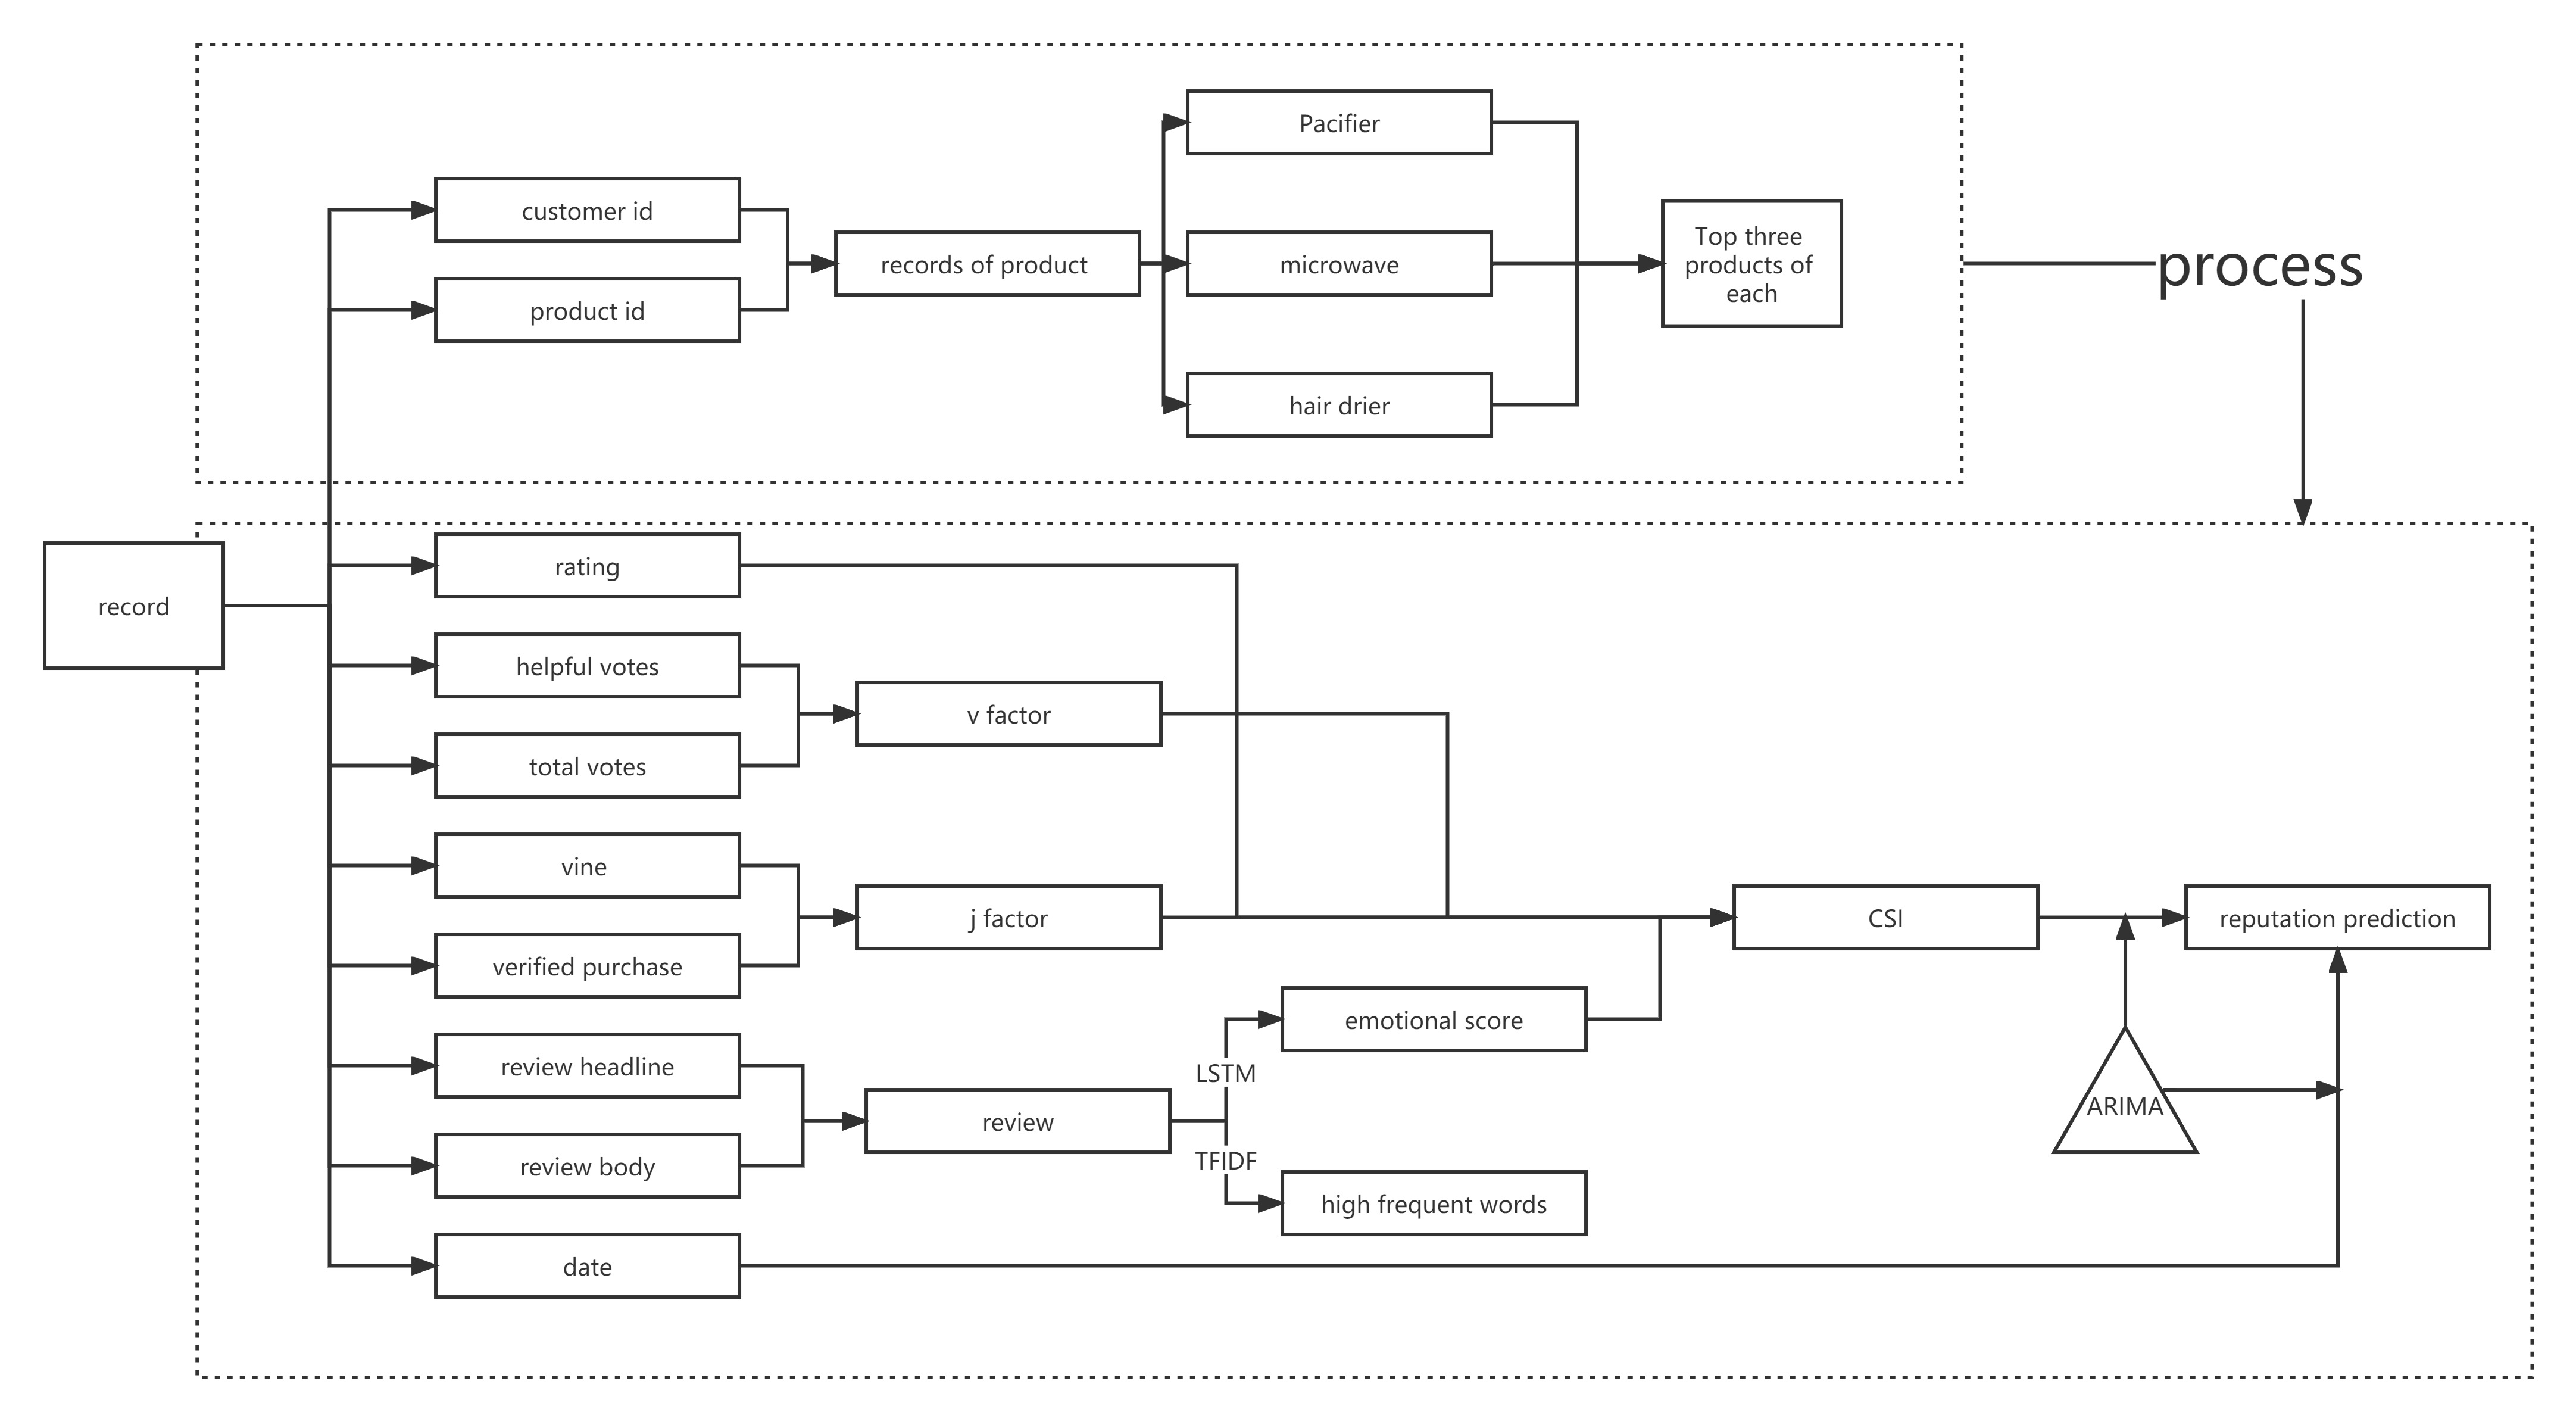 Pacifier
customer id
records of product
microwave
Top three
products of
each
process
product id
hair drier
record
rating
helpful votes
v factor
total votes
vine
j factor
CSI
reputation prediction
verified purchase
emotional score
review headline
LSTM
review
ARIMA
TFIDF
review body
high frequent words
date